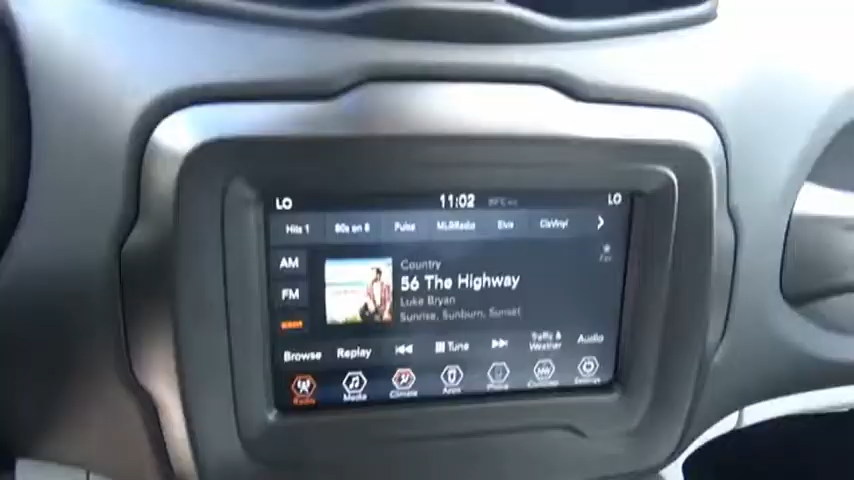 LO 11:02 LO
Hits 1 80s on 8 Pulse MLBRadio Elvis CLsVinyl
AM
Country
56 The Highway
FM
Luke Bryan
Sunrise, Sunburn, Sunset
Browse Replay Tune Traffic & Weather Audio
Radio Media Climate Apps Phone Controls Settings